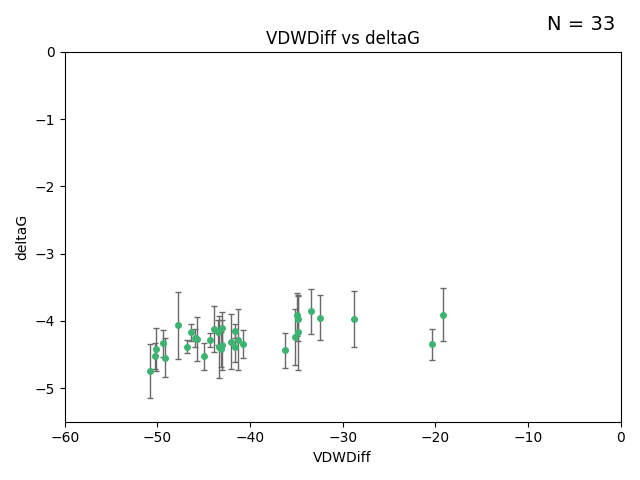 N = 33
VDWDiff vs deltaG
0
−1
−2
−3
−4
−5
deltaG
−60 −50 −40 −30 −20 −10 0
VDWDiff